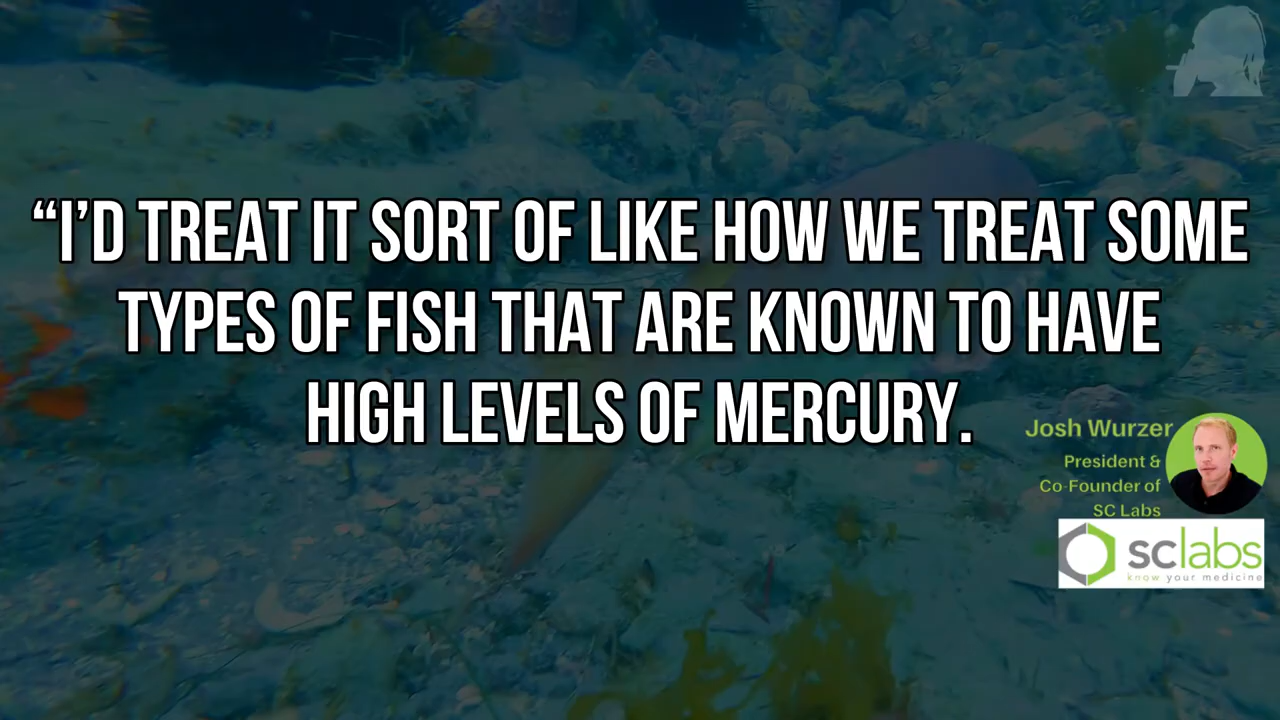 “I’D TREAT IT SORT OF LIKE HOW WE TREAT SOME
TYPES OF FISH THAT ARE KNOWN TO HAVE
HIGH LEVELS OF MERCURY.
Josh Wurzer
President &
Co-Founder of
SC Labs
sclabs
know your medicine